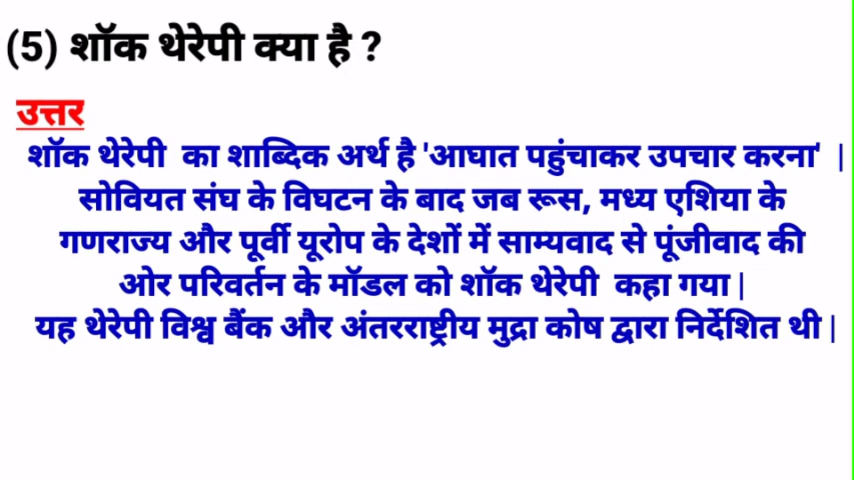 (5) शॉक थेरेपी क्या है ?
उत्तर
शॉक थेरेपी का शाब्दिक अर्थ है 'आघात पहुंचाकर उपचार करना' |
सोवियत संघ के विघटन के बाद जब रूस, मध्य एशिया के
गणराज्य और पूर्वी यूरोप के देशों में साम्यवाद से पूंजीवाद की
ओर परिवर्तन के मॉडल को शॉक थेरेपी कहा गया |
यह थेरेपी विश्व बैंक और अंतरराष्ट्रीय मुद्रा कोष द्वारा निर्देशित थी |